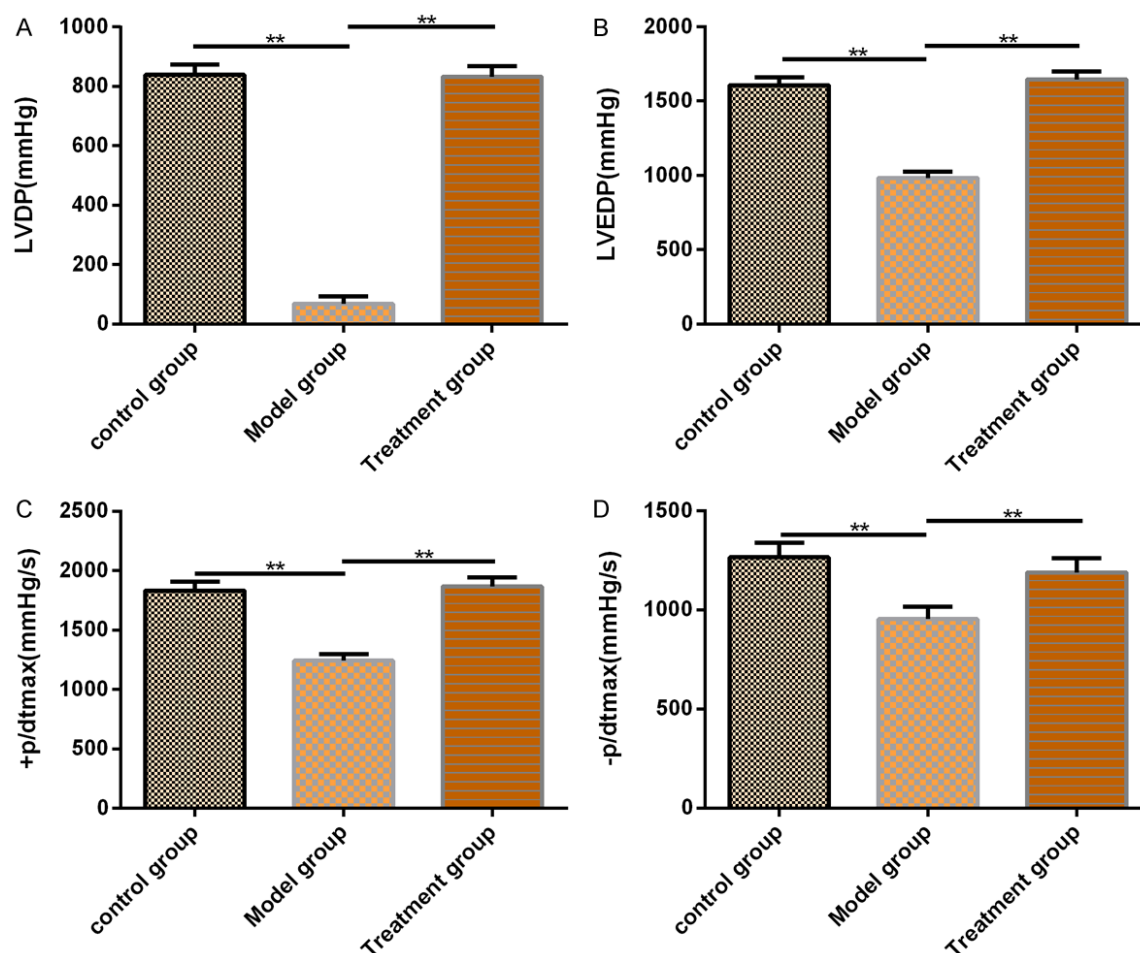 A
LVDP(mmHg)
1000
800
600
400
200
0
**
**
control group
Model group
Treatment group
B
LVEDP(mmHg)
2000
1500
1000
500
0
**
**
control group
Model group
Treatment group
C
+p/dtmax(mmHg/s)
2500
2000
1500
1000
500
0
**
**
control group
Model group
Treatment group
D
-p/dtmax(mmHg/s)
1500
1000
500
0
**
**
control group
Model group
Treatment group